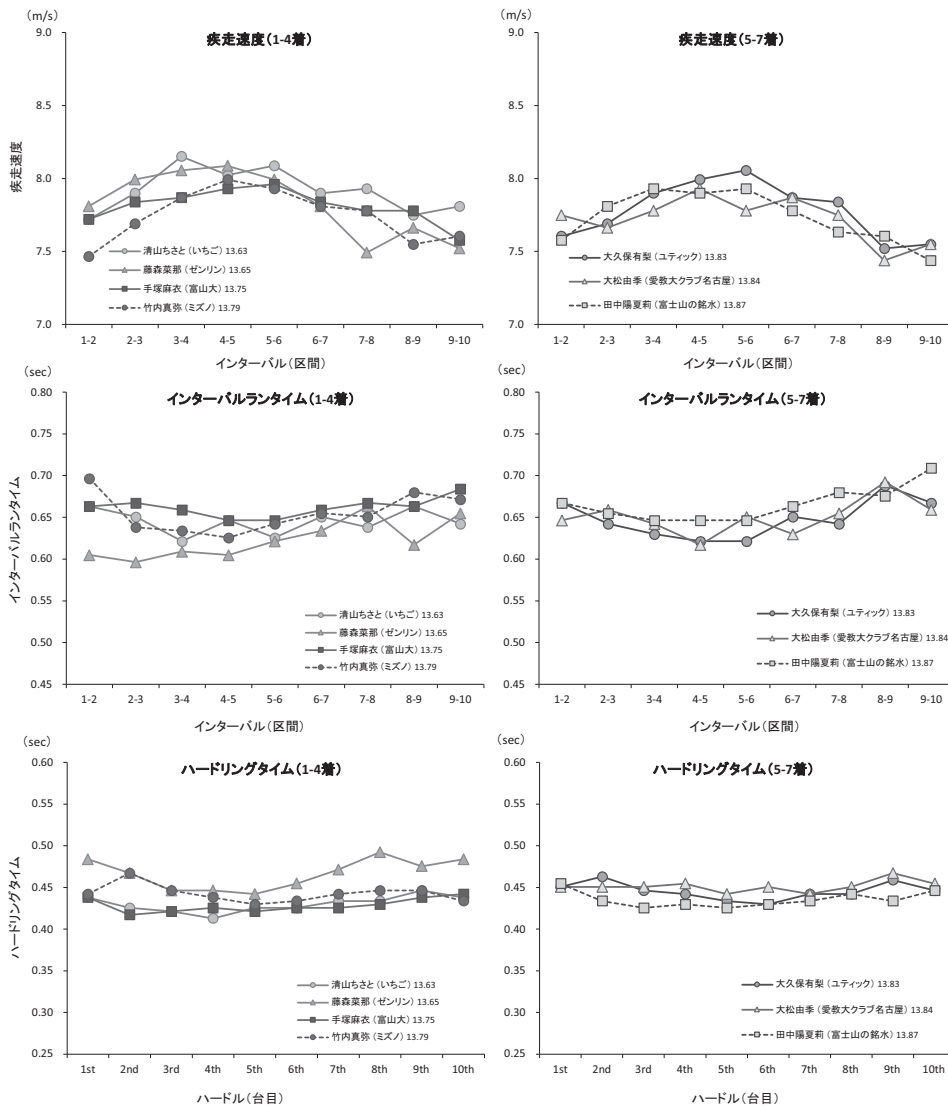 (m/s)
疾走速度(1-4着)
9.0
8.5
8.0
7.5
7.0
疾走速度
清山ちさと(いちご) 13.63
藤森菜那(ゼンリン) 13.65
手塚麻衣(富山大) 13.75
竹内真弥(ミズノ) 13.79
1-2 2-3 3-4 4-5 5-6 6-7 7-8 8-9 9-10
インターバル(区間)
(m/s)
疾走速度(5-7着)
9.0
8.5
8.0
7.5
7.0
大久保有梨(ユティック) 13.83
大松由季(愛教大クラブ名古屋) 13.84
田中陽夏莉(富士山の銘水) 13.87
1-2 2-3 3-4 4-5 5-6 6-7 7-8 8-9 9-10
インターバル(区間)
(sec)
インターバルランタイム(1-4着)
0.80
0.75
0.70
0.65
0.60
0.55
0.50
0.45
インターバルランタイム
清山ちさと(いちご) 13.63
藤森菜那(ゼンリン) 13.65
手塚麻衣(富山大) 13.75
竹内真弥(ミズノ) 13.79
1-2 2-3 3-4 4-5 5-6 6-7 7-8 8-9 9-10
インターバル(区間)
(sec)
インターバルランタイム(5-7着)
0.80
0.75
0.70
0.65
0.60
0.55
0.50
0.45
大久保有梨(ユティック) 13.83
大松由季(愛教大クラブ名古屋) 13.84
田中陽夏莉(富士山の銘水) 13.87
1-2 2-3 3-4 4-5 5-6 6-7 7-8 8-9 9-10
インターバル(区間)
(sec)
ハードリングタイム(1-4着)
0.60
0.55
0.50
0.45
0.40
0.35
0.30
0.25
ハードリングタイム
清山ちさと(いちご) 13.63
藤森菜那(ゼンリン) 13.65
手塚麻衣(富山大) 13.75
竹内真弥(ミズノ) 13.79
1st 2nd 3rd 4th 5th 6th 7th 8th 9th 10th
ハードル(台目)
(sec)
ハードリングタイム(5-7着)
0.60
0.55
0.50
0.45
0.40
0.35
0.30
0.25
大久保有梨(ユティック) 13.83
大松由季(愛教大クラブ名古屋) 13.84
田中陽夏莉(富士山の銘水) 13.87
1st 2nd 3rd 4th 5th 6th 7th 8th 9th 10th
ハードル(台目)